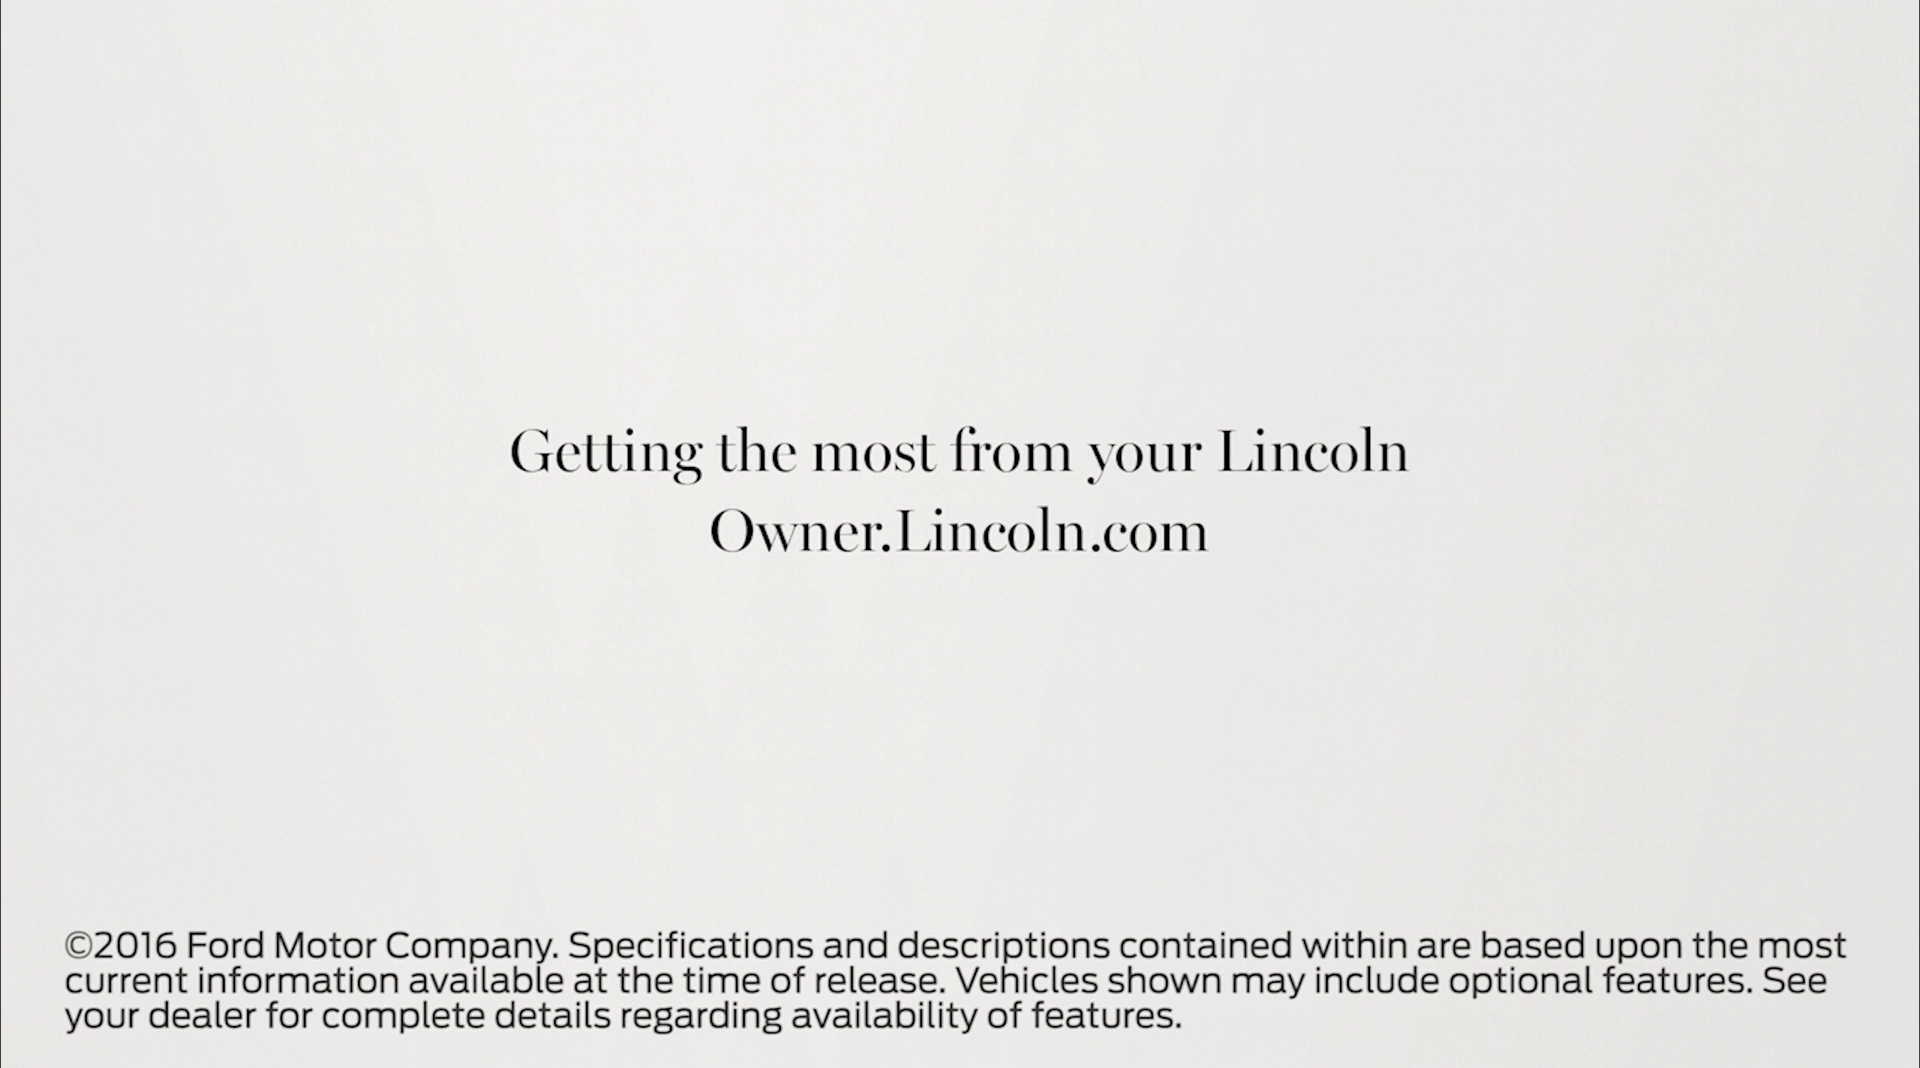 Getting the most from your Lincoln
Owner.Lincoln.com
©2016 Ford Motor Company. Specifications and descriptions contained within are based upon the most
current information available at the time of release. Vehicles shown may include optional features. See
your dealer for complete details regarding availability of features.